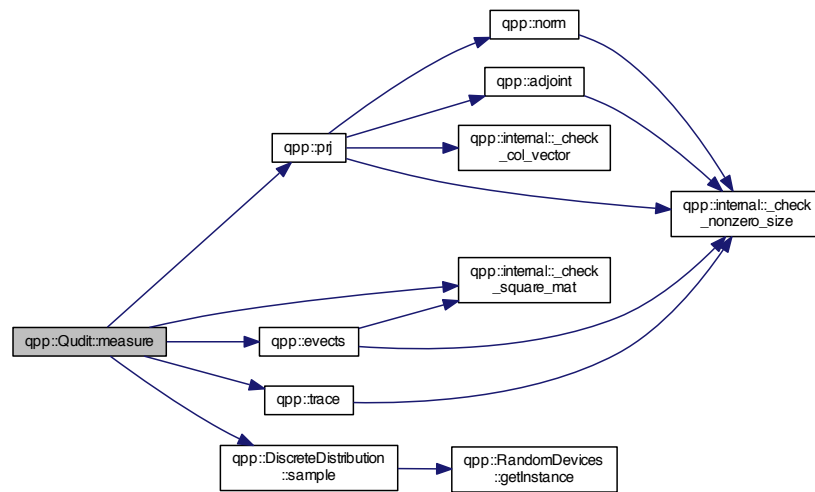 qpp::norm
qpp::adjoint
qpp::prj
qpp::internal::_check
_col_vector
qpp::internal::_check
_nonzero_size
qpp::internal::_check
_square_mat
qpp::Qudit::measure
qpp::evects
qpp::trace
qpp::DiscreteDistribution
::sample
qpp::RandomDevices
::getInstance